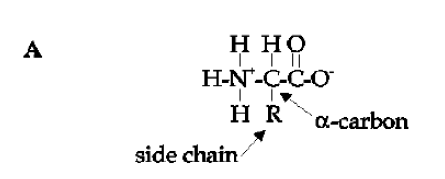 A
H H O
H-N⁺-C-C-O⁻
H R
α-carbon
side chain